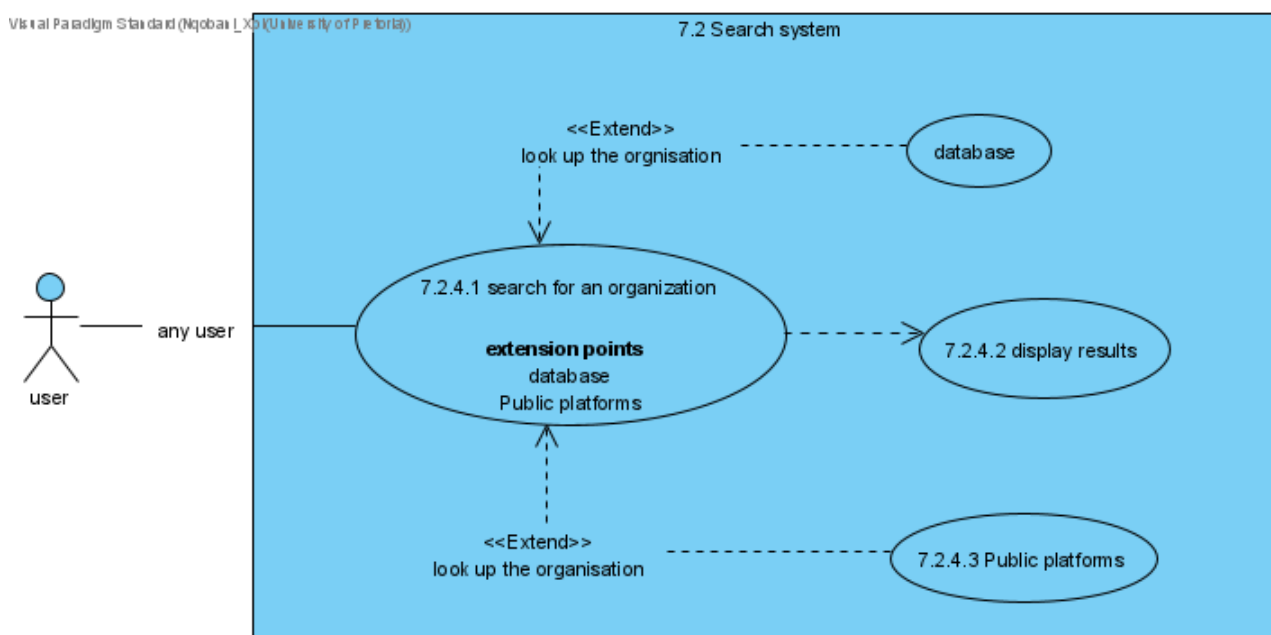 Visual Paradigm Standard (Nqobani_Xoki(University of Pretoria))
7.2 Search system
<<Extend>>
look up the orgnisation
database
7.2.4.1 search for an organization
extension points
database
Public platforms
any user
user
7.2.4.2 display results
<<Extend>>
look up the organisation
7.2.4.3 Public platforms